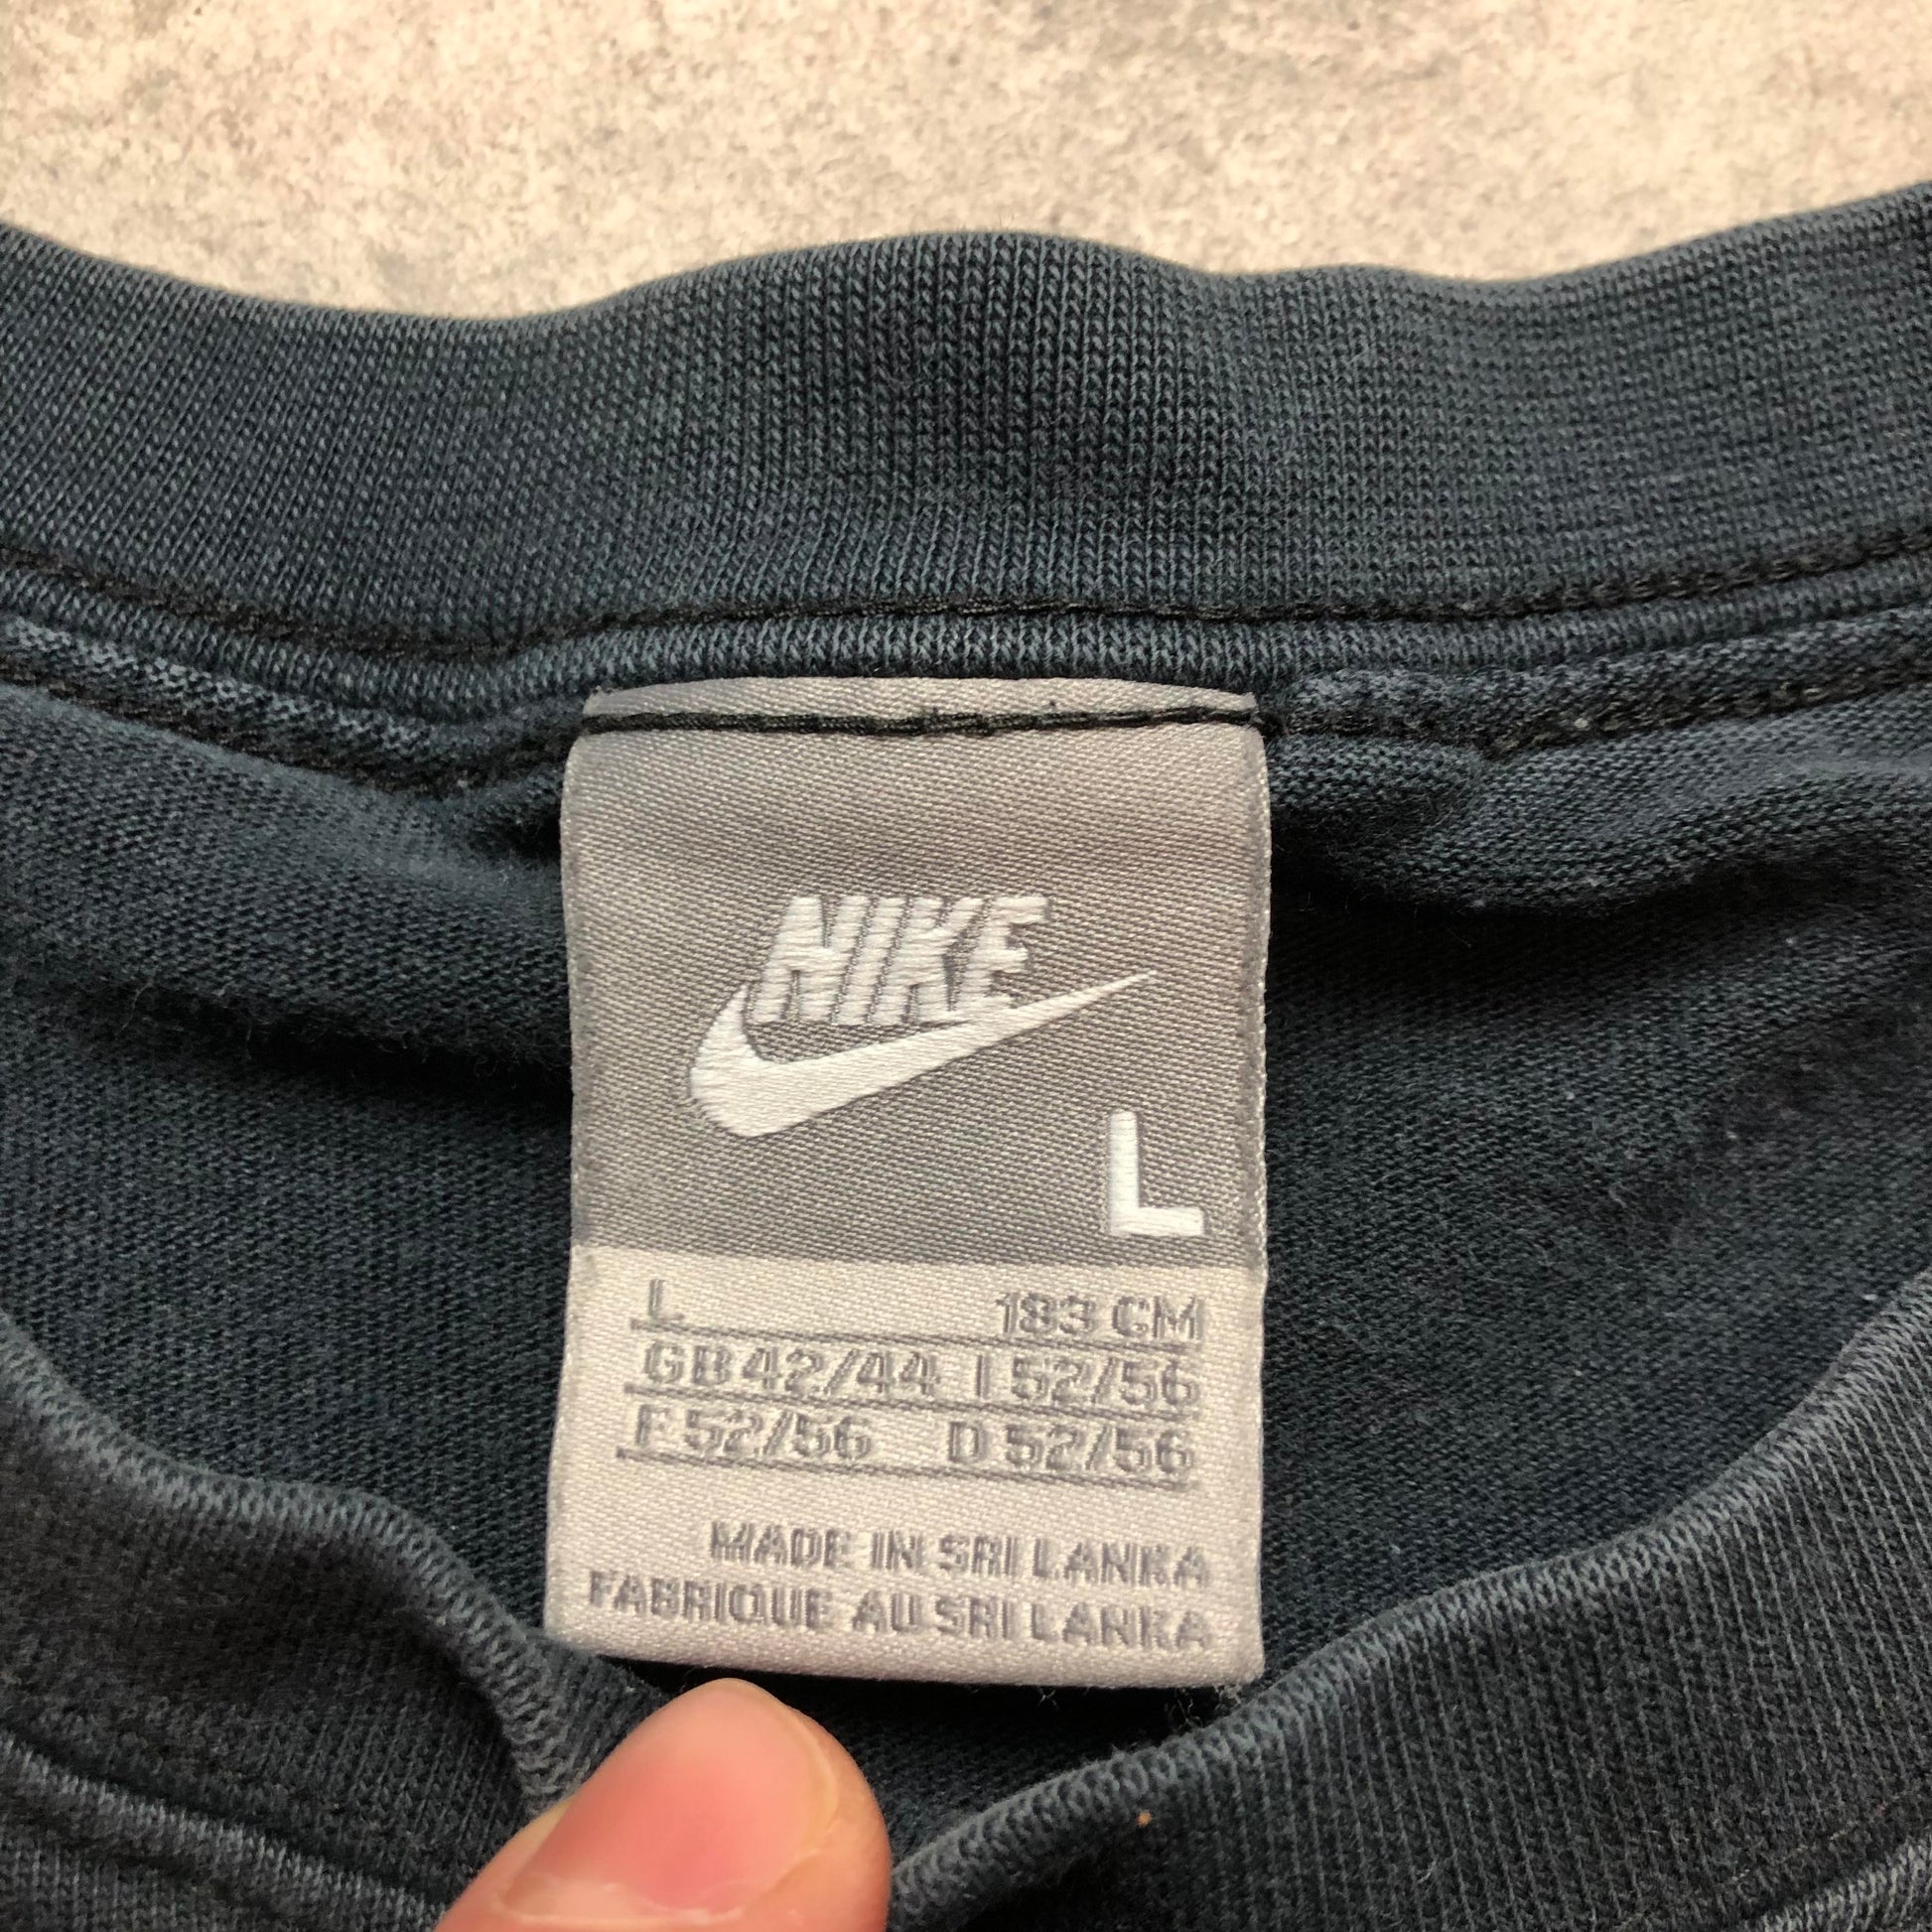 NIKE
L
L 183 CM
GB 42/44 I 52/56
F 52/56 D 52/56
MADE IN SRI LANKA
FABRIQUE AU SRI LANKA